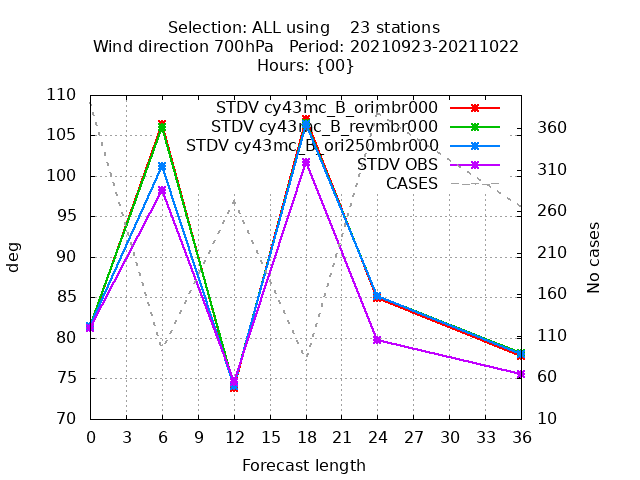 Selection: ALL using    23 stations
Wind direction 700hPa   Period: 20210923-20211022
Hours: {00}
STDV cy43mc_B_orimbr000
STDV cy43mc_B_revmbr000
STDV cy43mc_B_ori250mbr000
STDV OBS
CASES
110
105
100
95
90
85
80
75
70
deg
360
310
260
210
160
110
60
10
No cases
0 3 6 9 12 15 18 21 24 27 30 33 36
Forecast length